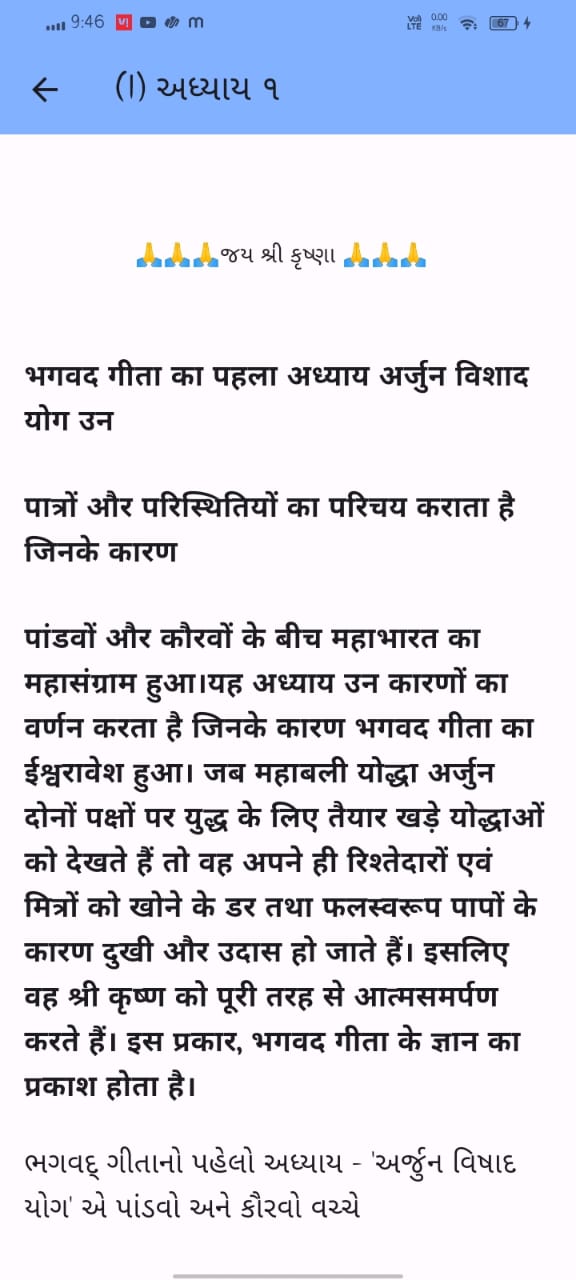 9:46
Vo)) LTE 0.00 KB/s 67
(I) અધ્યાય ૧
🙏🙏🙏જય શ્રી કૃષ્ણ।🙏🙏🙏
भगवद गीता का पहला अध्याय अर्जुन विशाद
योग उन
पात्रों और परिस्थितियों का परिचय कराता है
जिनके कारण
पांडवों और कौरवों के बीच महाभारत का
महासंग्राम हुआ।यह अध्याय उन कारणों का
वर्णन करता है जिनके कारण भगवद गीता का
ईश्वरावेश हुआ। जब महाबली योद्धा अर्जुन
दोनों पक्षों पर युद्ध के लिए तैयार खड़े योद्धाओं
को देखते हैं तो वह अपने ही रिश्तेदारों एवं
मित्रों को खोने के डर तथा फलस्वरूप पापों के
कारण दुखी और उदास हो जाते हैं। इसलिए
वह श्री कृष्ण को पूरी तरह से आत्मसमर्पण
करते हैं। इस प्रकार, भगवद गीता के ज्ञान का
प्रकाश होता है।
ભગવદ્ ગીતાનો પહેલો અધ્યાય - 'અર્જુન વિષાદ
યોગ' એ પાંડવો અને કૌરવો વચ્ચે